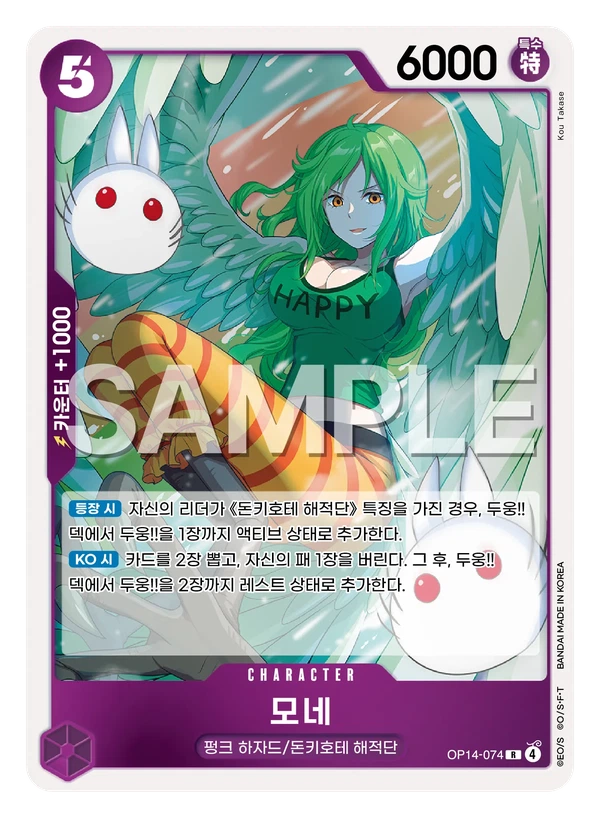 5
6000
특수
特
Kou Takase
HAPPY
카운터 +1000
SAMPLE
등장 시 자신의 리더가 《돈키호테 해적단》 특징을 가진 경우, 두웅!!
덱에서 두웅!!을 1장까지 액티브 상태로 추가한다.
KO 시 카드를 2장 뽑고, 자신의 패 1장을 버린다. 그 후, 두웅!!
덱에서 두웅!!을 2장까지 레스트 상태로 추가한다.
CHARACTER
모네
펑크 하자드/돈키호테 해적단
OP14-074 R 4
©E.O/S ©O/S・F・T BANDAI MADE IN KOREA